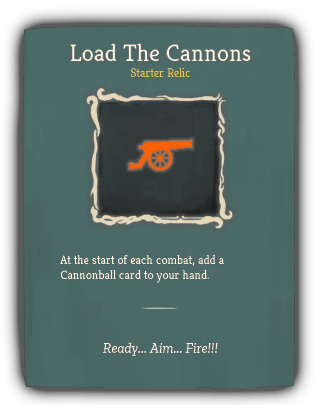 Load The Cannons
Starter Relic
At the start of each combat, add a
Cannonball card to your hand.
Ready... Aim... Fire!!!